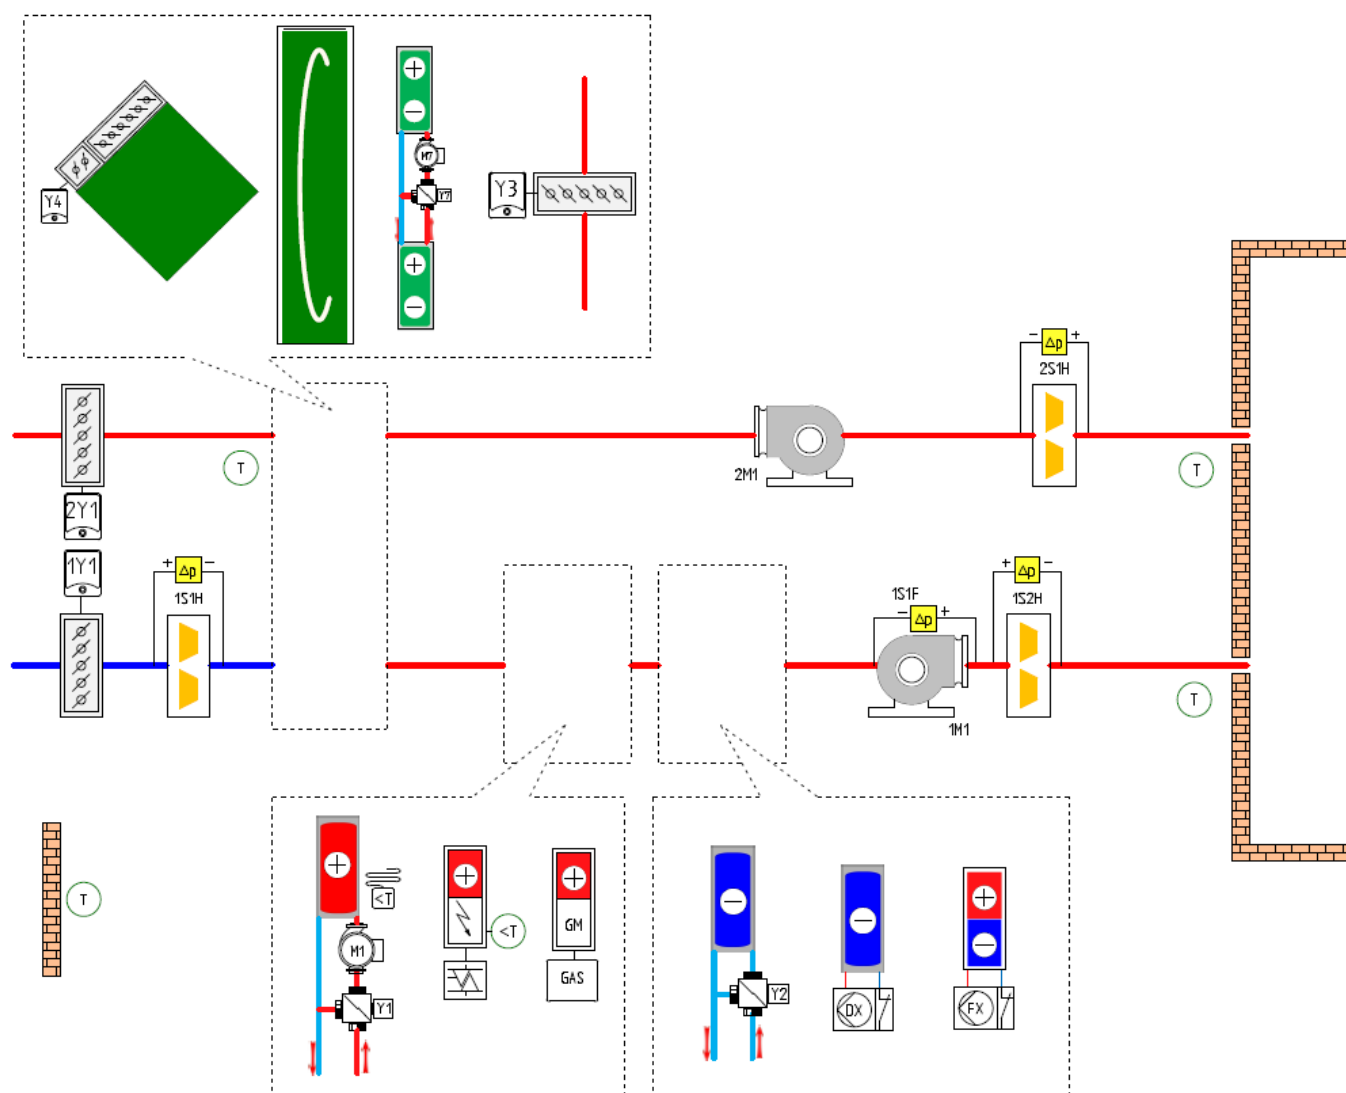 Y4
M7
Y7
Y3
- Δp +
2S1H
T
2M1
T
2Y1
1Y1
+ Δp -
1S1H
1S1F
- Δp +
+ Δp -
1S2H
T
1M1
T
+
<T
M1
Y1
+
<T
+
GM
GAS
-
Y2
-
DX
+
-
FX